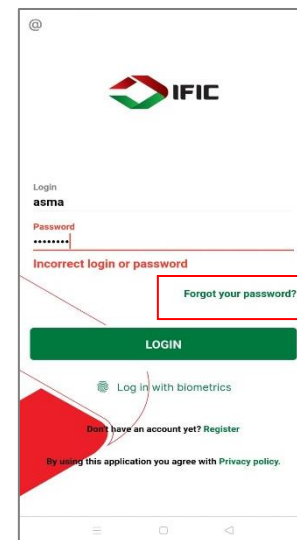 @
IFIC
Login
asma
Password
••••••••
Incorrect login or password
Forgot your password?
LOGIN
Log in with biometrics
Don't have an account yet? Register
By using this application you agree with Privacy policy.